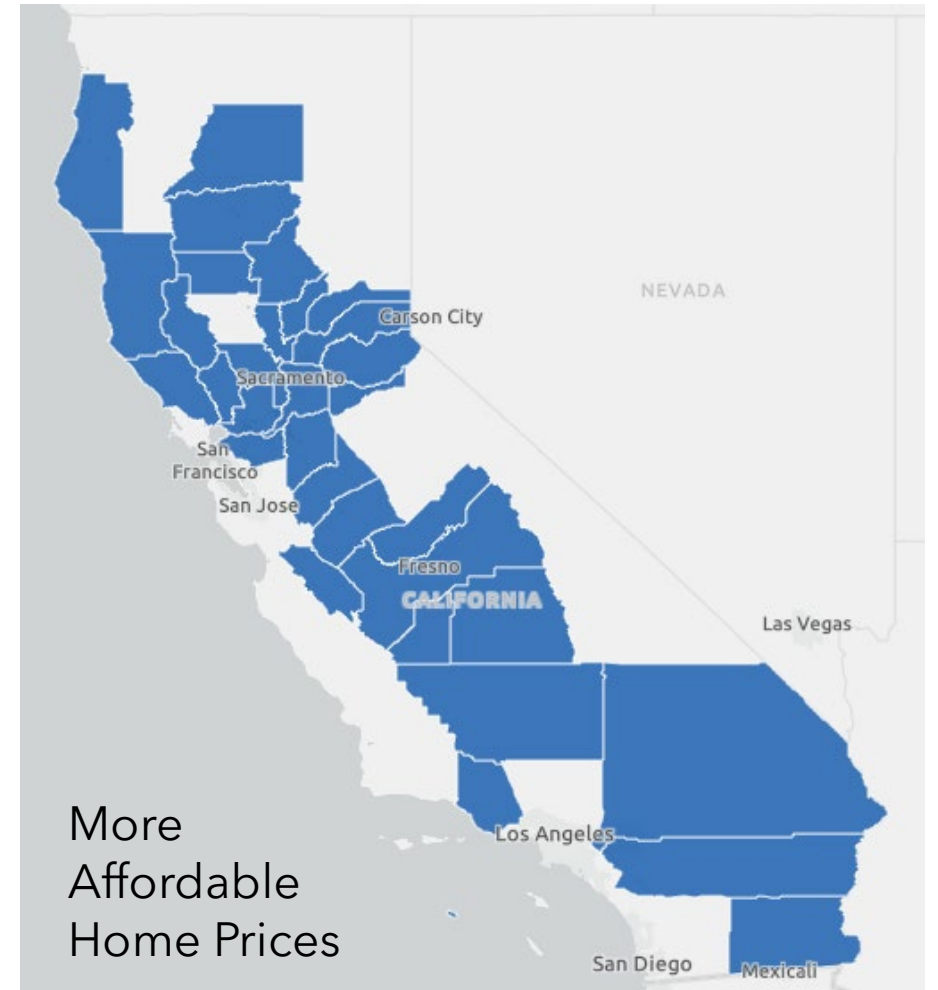 NEVADA
Carson City
Sacramento
San
Francisco
San Jose
Fresno
CALIFORNIA
Las Vegas
Los Angeles
More
Affordable
Home Prices
San Diego
Mexicali